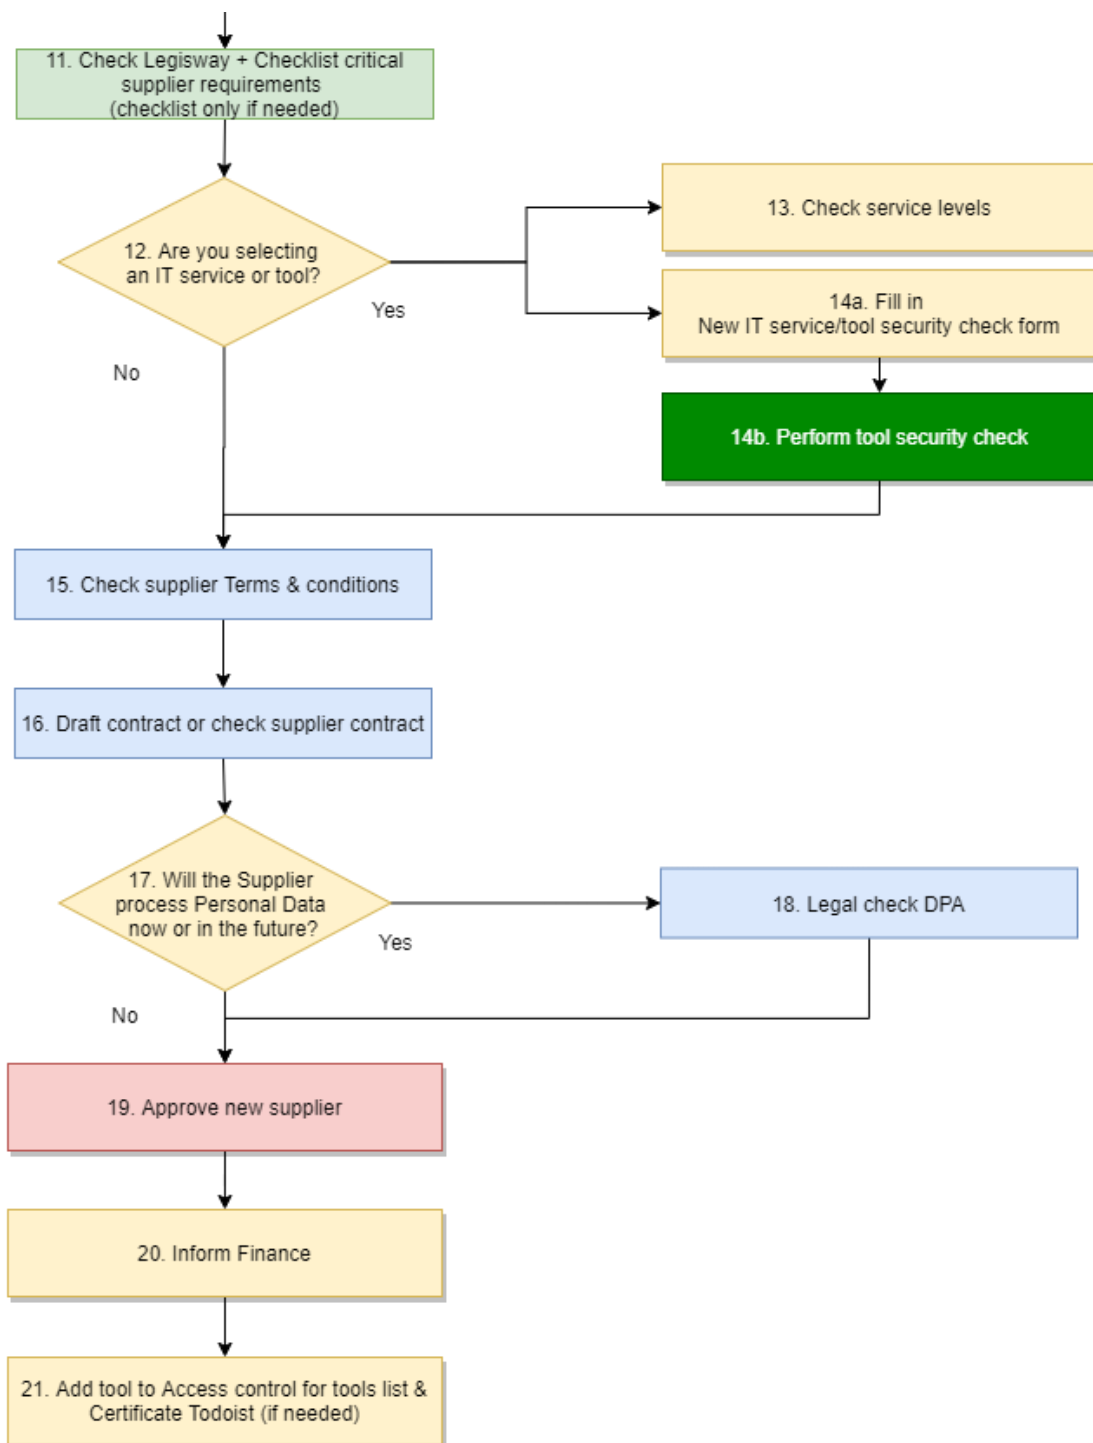 11. Check Legisway + Checklist critical
supplier requirements
(checklist only if needed)
12. Are you selecting
an IT service or tool?
Yes
No
13. Check service levels
14a. Fill in
New IT service/tool security check form
14b. Perform tool security check
15. Check supplier Terms & conditions
16. Draft contract or check supplier contract
17. Will the Supplier
process Personal Data
now or in the future?
Yes
No
18. Legal check DPA
19. Approve new supplier
20. Inform Finance
21. Add tool to Access control for tools list &
Certificate Todoist (if needed)